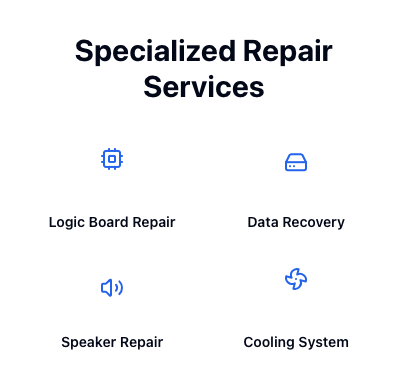 Specialized Repair
Services
Logic Board Repair
Data Recovery
Speaker Repair
Cooling System